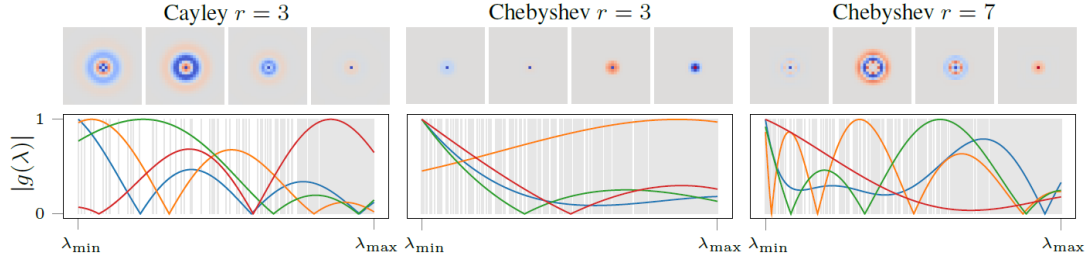 Cayley r = 3
Chebyshev r = 3
Chebyshev r = 7
|g(λ)|
1
0
λmin
λmax
λmin
λmax
λmin
λmax